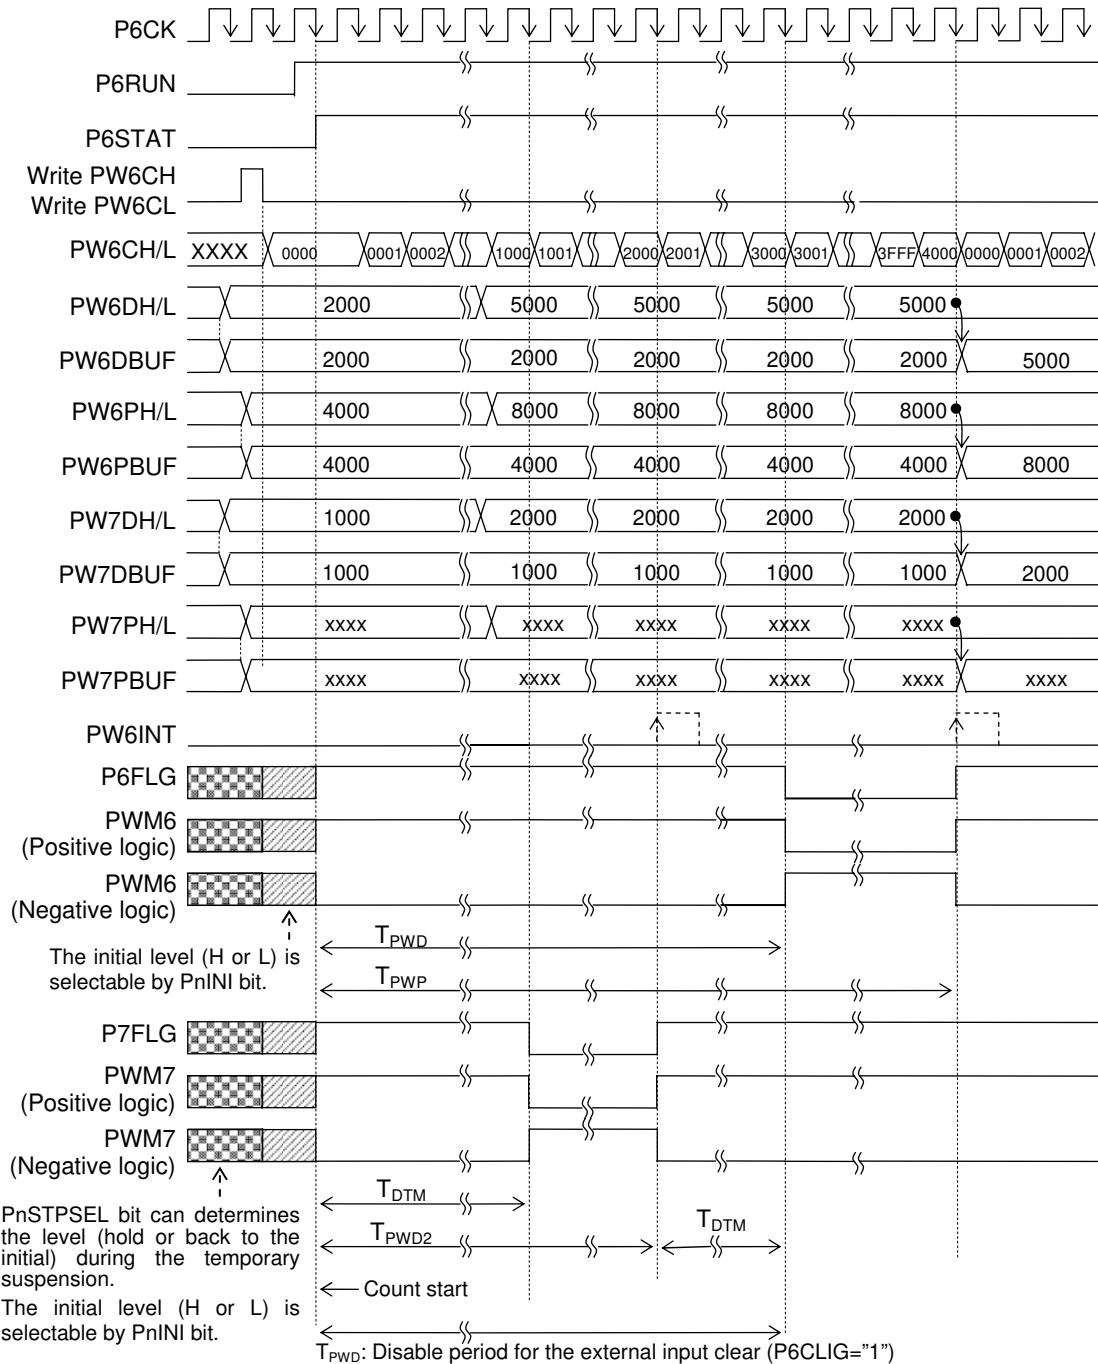 P6CK
P6RUN
P6STAT
Write PW6CH
Write PW6CL
PW6CH/L XXXX 0000 0001 0002 1000 1001 2000 2001 3000 3001 3FFF 4000 0000 0001 0002
PW6DH/L 2000 5000 5000 5000 5000
PW6DBUF 2000 2000 2000 2000 2000 5000
PW6PH/L 4000 8000 8000 8000 8000
PW6PBUF 4000 4000 4000 4000 4000 8000
PW7DH/L 1000 2000 2000 2000 2000
PW7DBUF 1000 1000 1000 1000 1000 2000
PW7PH/L xxxx xxxx xxxx xxxx xxxx
PW7PBUF xxxx xxxx xxxx xxxx xxxx xxxx
PW6INT
P6FLG
PWM6
(Positive logic)
PWM6
(Negative logic)
The initial level (H or L) is
selectable by PnINI bit.
TPWD
TPWP
P7FLG
PWM7
(Positive logic)
PWM7
(Negative logic)
PnSTPSEL bit can determines
the level (hold or back to the
initial) during the temporary
suspension.
The initial level (H or L) is
selectable by PnINI bit.
TDTM
TPWD2 TDTM
Count start
TPWD: Disable period for the external input clear (P6CLIG=”1”)